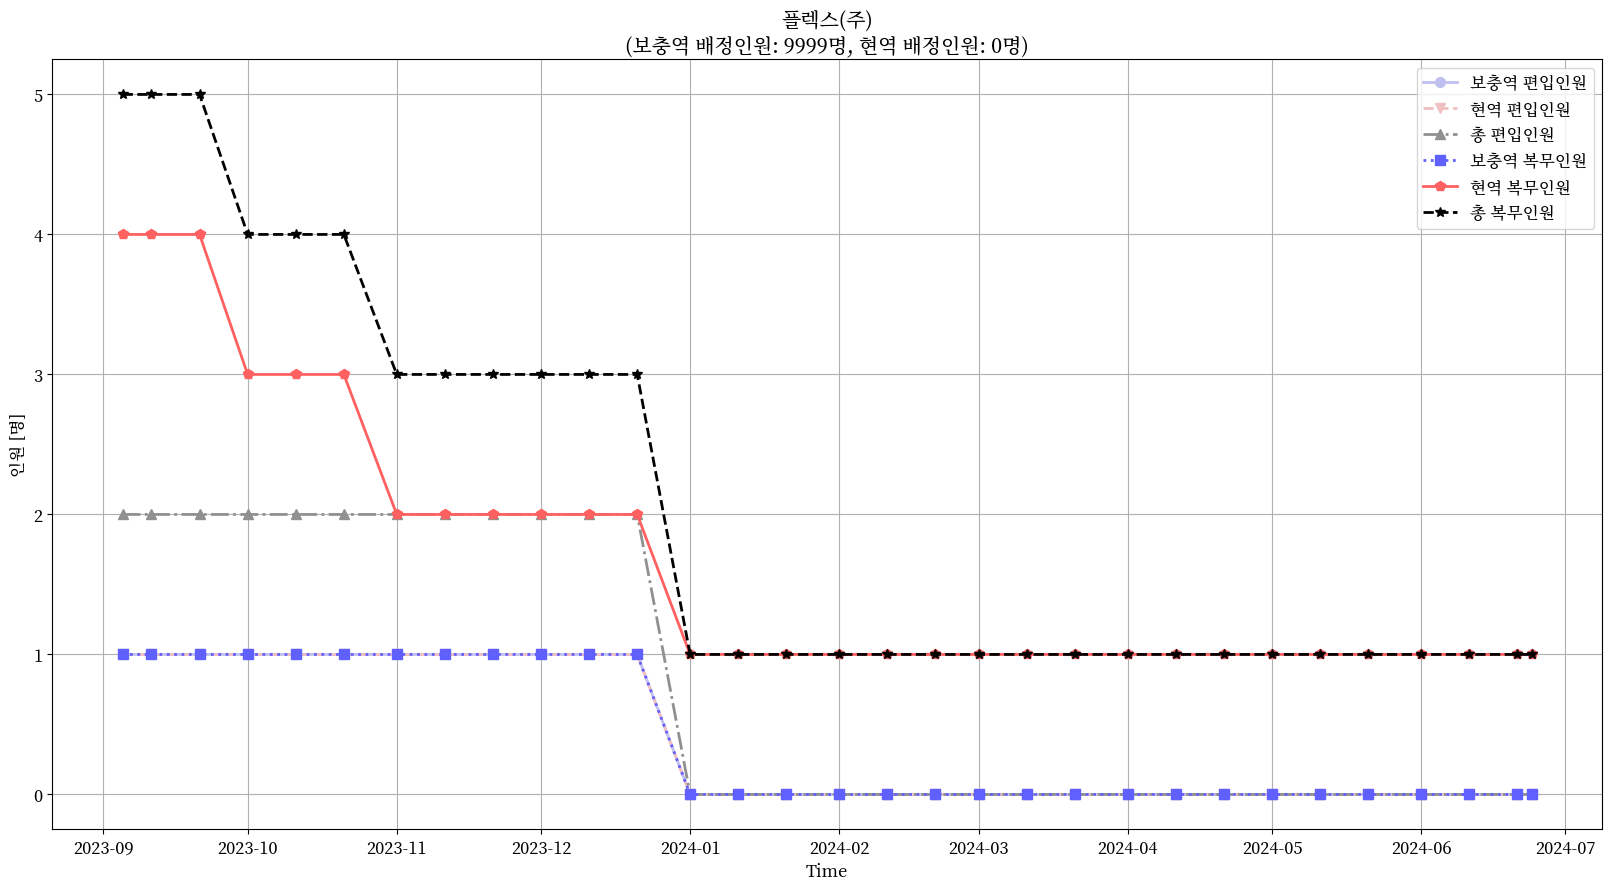 플렉스(주)
(보충역 배정인원: 9999명, 현역 배정인원: 0명)
보충역 편입인원
현역 편입인원
총 편입인원
보충역 복무인원
현역 복무인원
총 복무인원
인원 [명]
5
4
3
2
1
0
2023-09 2023-10 2023-11 2023-12 2024-01 2024-02 2024-03 2024-04 2024-05 2024-06 2024-07
Time